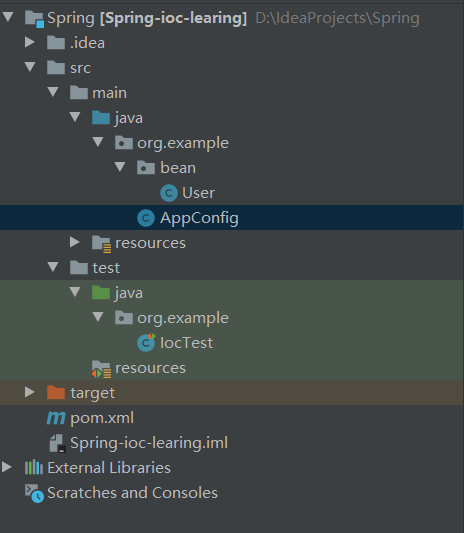 Spring [Spring-ioc-learing] D:\IdeaProjects\Spring
.idea
src
main
java
org.example
bean
User
AppConfig
resources
test
java
org.example
IocTest
resources
target
pom.xml
Spring-ioc-learing.iml
External Libraries
Scratches and Consoles